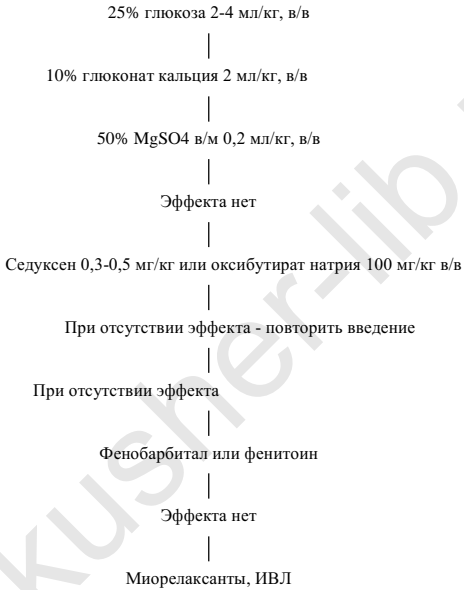 25% глюкоза 2-4 мл/кг, в/в
10% глюконат кальция 2 мл/кг, в/в
50% MgSO4 в/м 0,2 мл/кг, в/в
Эффекта нет
Седуксен 0,3-0,5 мг/кг или оксибутират натрия 100 мг/кг в/в
При отсутствии эффекта - повторить введение
При отсутствии эффекта
Фенобарбитал или фенитоин
Эффекта нет
Миорелаксанты, ИВЛ
kusher-lib